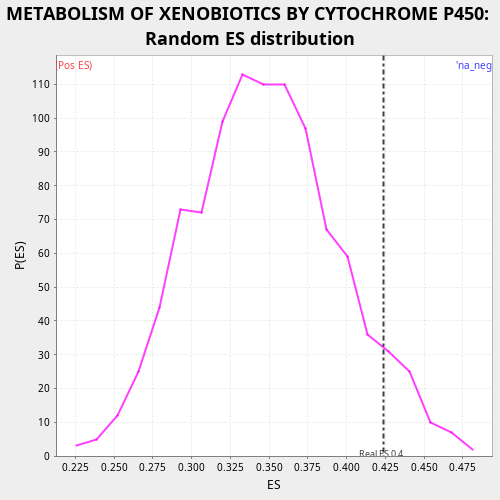 METABOLISM OF XENOBIOTICS BY CYTOCHROME P450:
Random ES distribution
Pos ES)
'na_neg
110
100
90
80
70
60
50
40
30
20
10
0
P(ES)
Real ES 0.4
0.225 0.250 0.275 0.300 0.325 0.350 0.375 0.400 0.425 0.450 0.475
ES